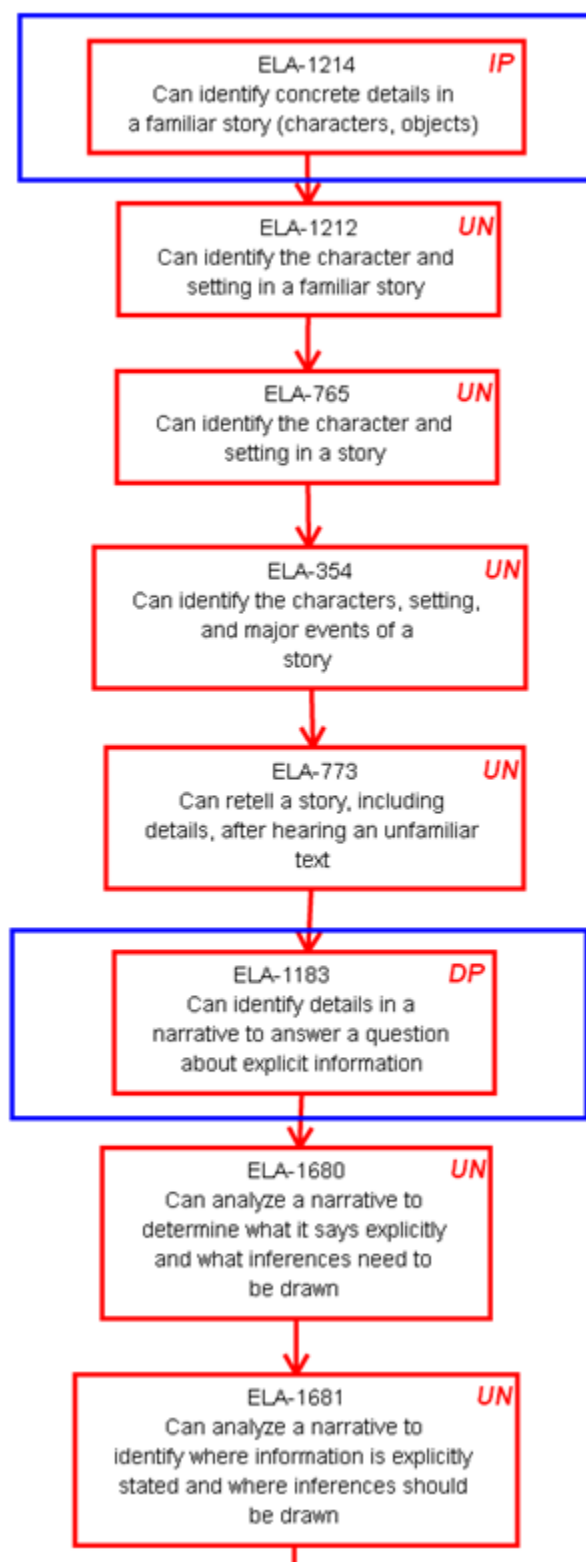 ELA-1214 IP
Can identify concrete details in
a familiar story (characters, objects)
ELA-1212 UN
Can identify the character and
setting in a familiar story
ELA-765 UN
Can identify the character and
setting in a story
ELA-354 UN
Can identify the characters, setting,
and major events of a
story
ELA-773 UN
Can retell a story, including
details, after hearing an unfamiliar
text
ELA-1183 DP
Can identify details in a
narrative to answer a question
about explicit information
ELA-1680 UN
Can analyze a narrative to
determine what it says explicitly
and what inferences need to
be drawn
ELA-1681 UN
Can analyze a narrative to
identify where information is explicitly
stated and where inferences should
be drawn